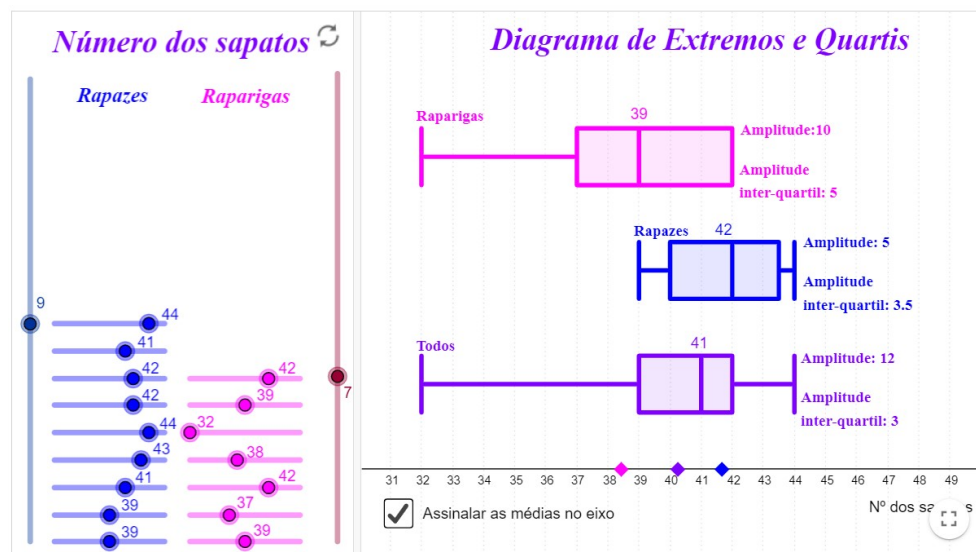 Número dos sapatos
Rapazes
Raparigas
9
44
41
42
42
44
43
41
39
39
42
39
32
38
42
37
39
7
Diagrama de Extremos e Quartis
Raparigas
39
Amplitude:10
Amplitude
inter-quartil: 5
Rapazes
42
Amplitude: 5
Amplitude
inter-quartil: 3.5
Todos
41
Amplitude: 12
Amplitude
inter-quartil: 3
31 32 33 34 35 36 37 38 39 40 41 42 43 44 45 46 47 48 49
Assinalar as médias no eixo
Nº dos